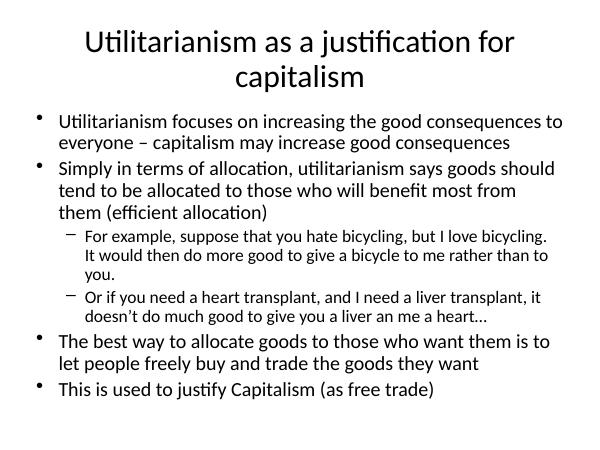 Utilitarianism as a justification for
capitalism
• Utilitarianism focuses on increasing the good consequences to
everyone – capitalism may increase good consequences
• Simply in terms of allocation, utilitarianism says goods should
tend to be allocated to those who will benefit most from
them (efficient allocation)
– For example, suppose that you hate bicycling, but I love bicycling.
It would then do more good to give a bicycle to me rather than to
you.
– Or if you need a heart transplant, and I need a liver transplant, it
doesn’t do much good to give you a liver an me a heart…
• The best way to allocate goods to those who want them is to
let people freely buy and trade the goods they want
• This is used to justify Capitalism (as free trade)